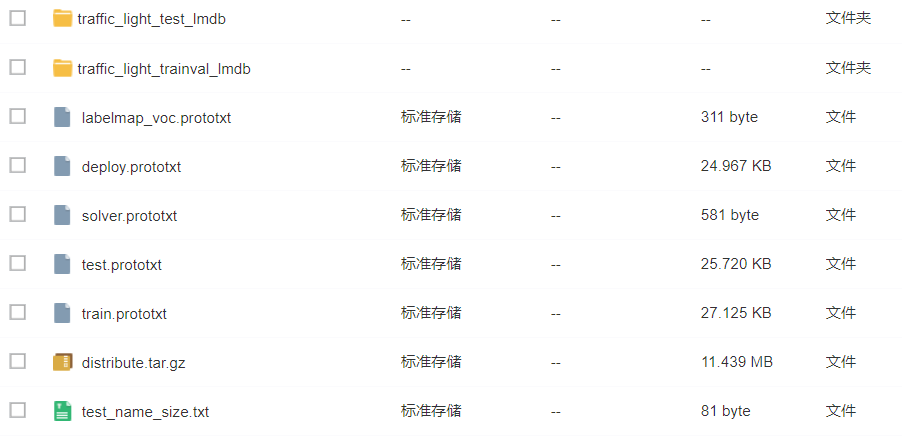 traffic_light_test_lmdb -- -- -- 文件夹
traffic_light_trainval_lmdb -- -- -- 文件夹
labelmap_voc.prototxt 标准存储 -- 311 byte 文件
deploy.prototxt 标准存储 -- 24.967 KB 文件
solver.prototxt 标准存储 -- 581 byte 文件
test.prototxt 标准存储 -- 25.720 KB 文件
train.prototxt 标准存储 -- 27.125 KB 文件
distribute.tar.gz 标准存储 -- 11.439 MB 文件
test_name_size.txt 标准存储 -- 81 byte 文件